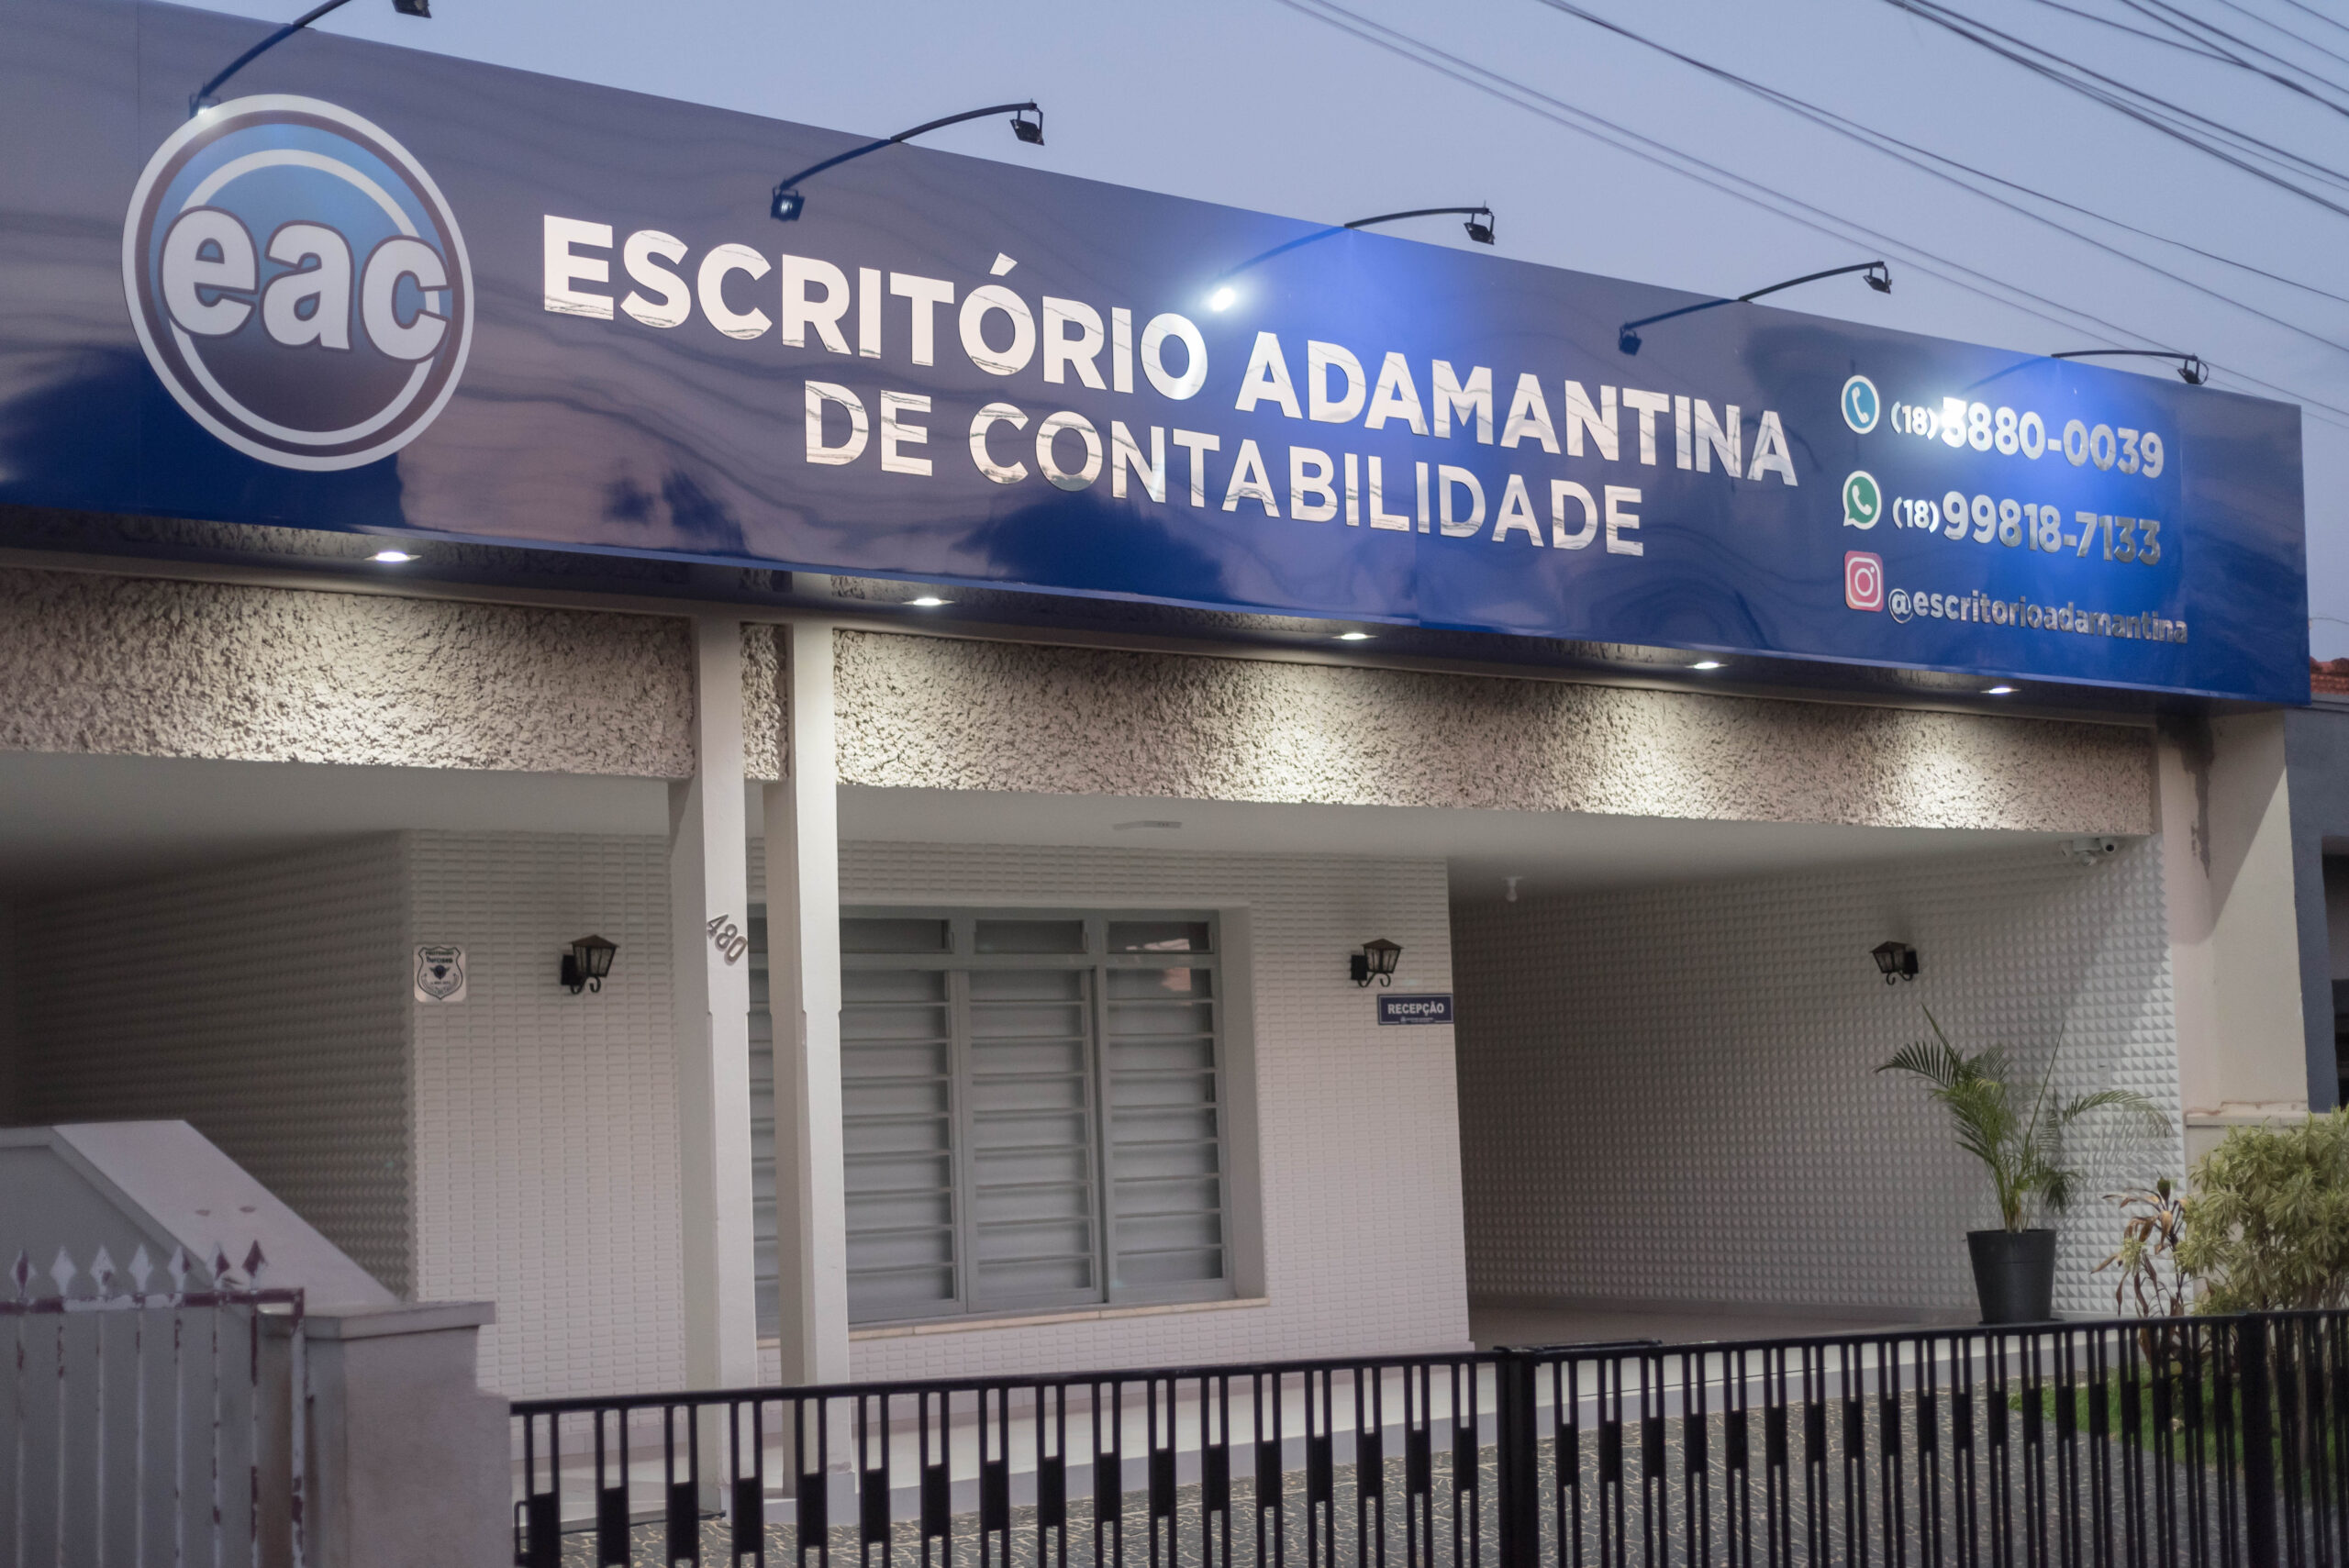 eac
ESCRITÓRIO ADAMANTINA
DE CONTABILIDADE
(18)3880-0039
(18)99818-7133
@escritorioadamantina
480
RECEPÇÃO